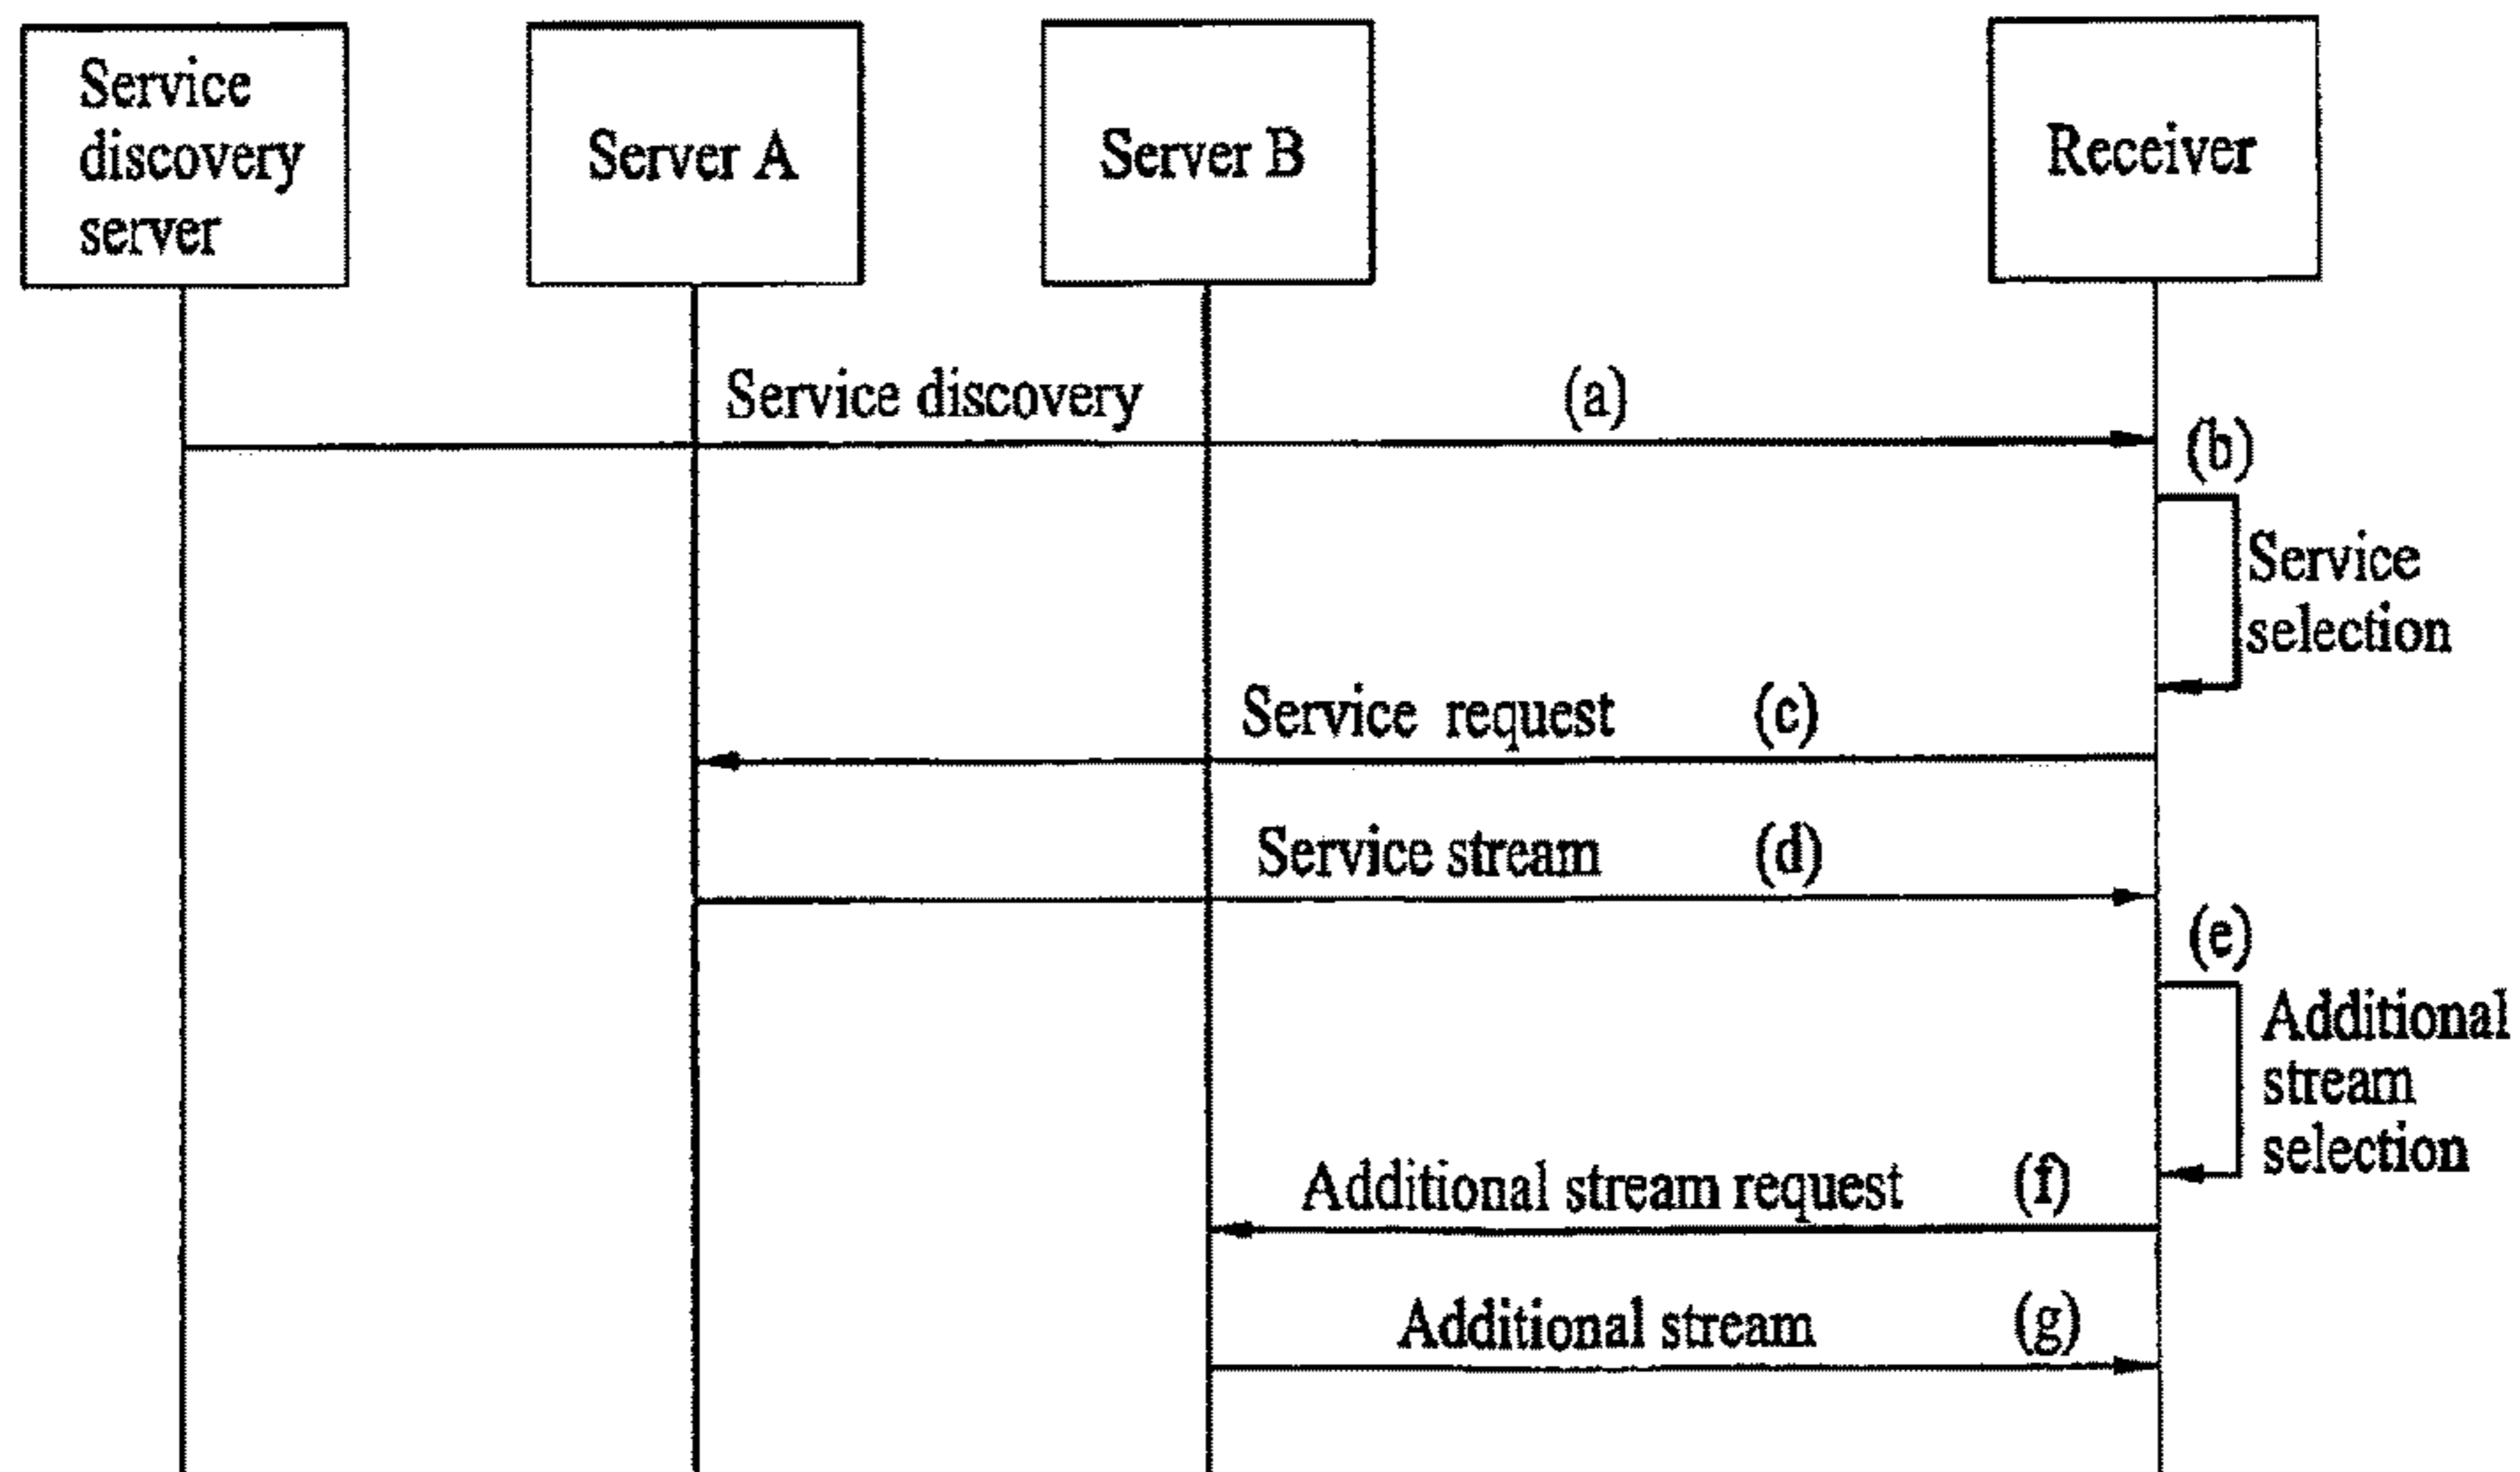 Service
discovery
server
Server A
Server B
Receiver
Service discovery (a)
(b)
Service
selection
Service request (c)
Service stream (d)
(e)
Additional
stream
selection
Additional stream request (f)
Additional stream (g)